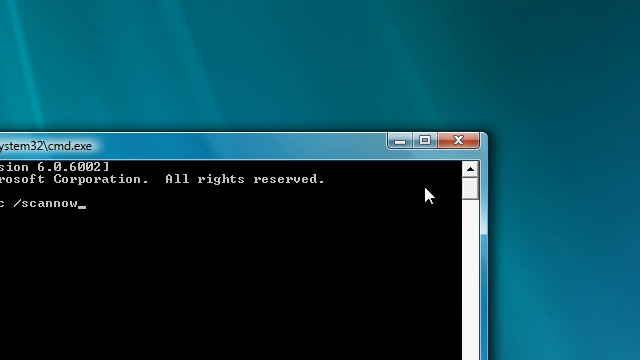 ystem32\cmd.exe
sion 6.0.6002]
rosoft Corporation.  All rights reserved.
c /scannow_